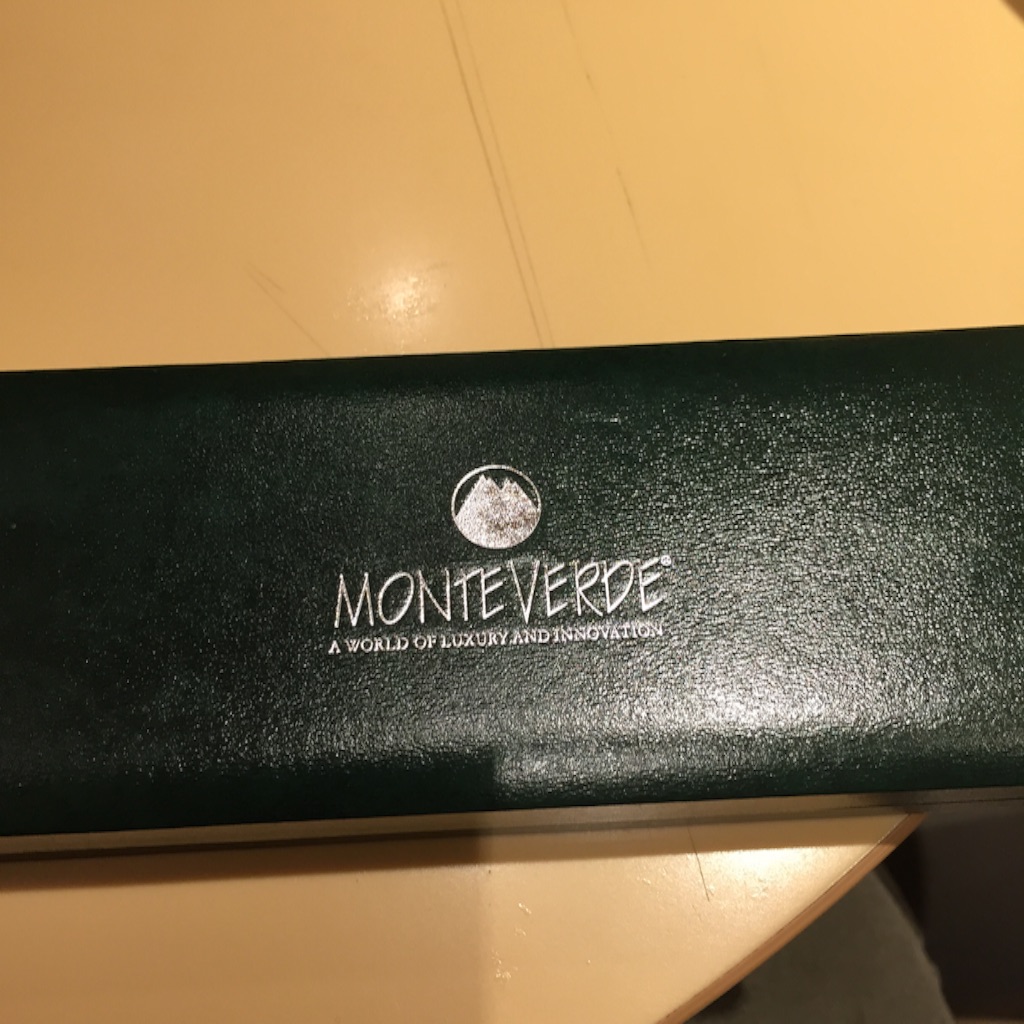 MONTEVERDE®
A WORLD OF LUXURY AND INNOVATION